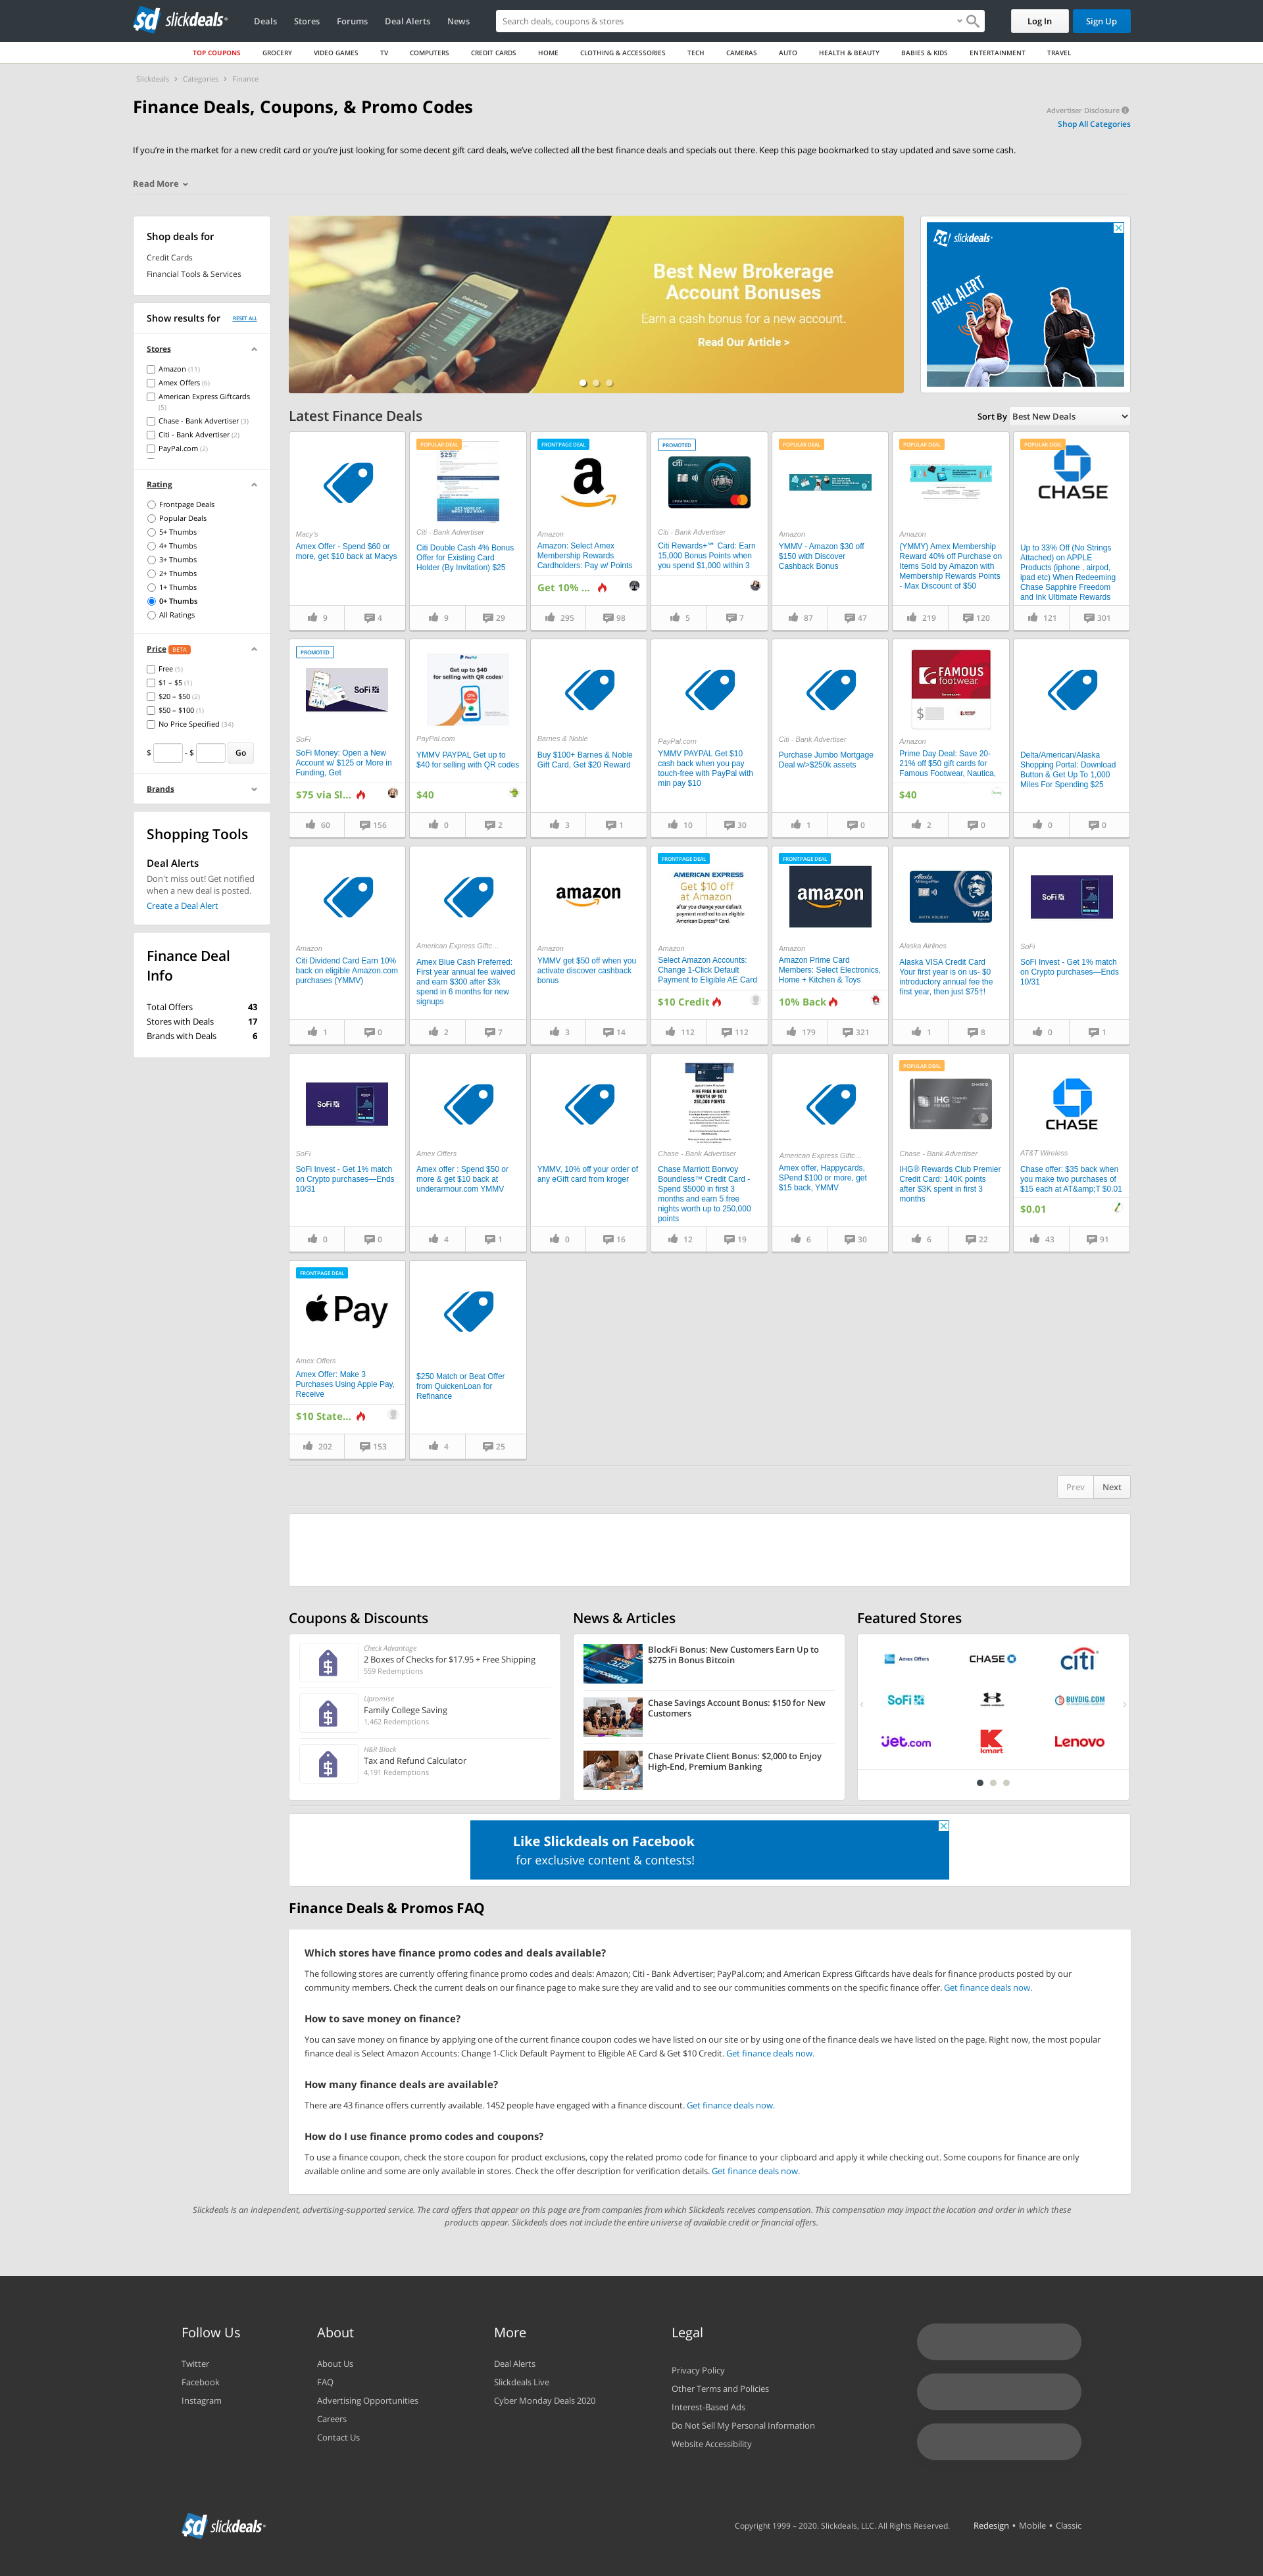 slickdeals
Deals
Stores
Forums
Deal Alerts
News
Search deals, coupons & stores
Log In
Sign Up
TOP COUPONS
GROCERY
VIDEO GAMES
TV
COMPUTERS
CREDIT CARDS
HOME
CLOTHING & ACCESSORIES
TECH
CAMERAS
AUTO
HEALTH & BEAUTY
BABIES & KIDS
ENTERTAINMENT
TRAVEL
Slickdeals > Categories > Finance
Finance Deals, Coupons, & Promo Codes
Advertiser Disclosure
Shop All Categories
If you're in the market for a new credit card or you're just looking for some decent gift card deals, we've collected all the best finance deals and specials out there. Keep this page bookmarked to stay updated and save some cash.
Read More
Shop deals for
Credit Cards
Financial Tools & Services
Show results for
RESET ALL
Stores
Amazon (11)
Amex Offers (6)
American Express Giftcards
(5)
Chase - Bank Advertiser (3)
Citi - Bank Advertiser (2)
PayPal.com (2)
Rating
Frontpage Deals
Popular Deals
5+ Thumbs
4+ Thumbs
3+ Thumbs
2+ Thumbs
1+ Thumbs
0+ Thumbs
All Ratings
Price BETA
Free (5)
$1 – $5 (1)
$20 – $50 (2)
$50 – $100 (1)
No Price Specified (34)
$ - $ Go
Brands
Shopping Tools
Deal Alerts
Don't miss out! Get notified
when a new deal is posted.
Create a Deal Alert
Finance Deal
Info
Total Offers 43
Stores with Deals 17
Brands with Deals 6
Best New Brokerage
Account Bonuses
Earn a cash bonus for a new account.
Read Our Article >
slickdeals
DEAL ALERT
Latest Finance Deals
Sort By Best New Deals
Macy's
Amex Offer - Spend $60 or
more, get $10 back at Macys
9
4
POPULAR DEAL
Citi - Bank Advertiser
Citi Double Cash 4% Bonus
Offer for Existing Card
Holder (By Invitation) $25
9
29
FRONTPAGE DEAL
Amazon
Amazon: Select Amex
Membership Rewards
Cardholders: Pay w/ Points
Get 10% ...
295
98
PROMOTED
citi
Citi - Bank Advertiser
Citi Rewards+℠ Card: Earn
15,000 Bonus Points when
you spend $1,000 within 3
5
7
POPULAR DEAL
Amazon
YMMV - Amazon $30 off
$150 with Discover
Cashback Bonus
87
47
POPULAR DEAL
Amazon
(YMMY) Amex Membership
Reward 40% off Purchase on
Items Sold by Amazon with
Membership Rewards Points
- Max Discount of $50
219
120
POPULAR DEAL
CHASE
Up to 33% Off (No Strings
Attached) on APPLE
Products (iphone , airpod,
ipad etc) When Redeeming
Chase Sapphire Freedom
and Ink Ultimate Rewards
121
301
PROMOTED
SoFi
SoFi
SoFi Money: Open a New
Account w/ $125 or More in
Funding, Get
$75 via Sl...
60
156
PayPal
Get up to $40
for selling with QR codes
PayPal.com
YMMV PAYPAL Get up to
$40 for selling with QR codes
$40
0
2
Barnes & Noble
Buy $100+ Barnes & Noble
Gift Card, Get $20 Reward
3
1
PayPal.com
YMMV PAYPAL Get $10
cash back when you pay
touch-free with PayPal with
min pay $10
10
30
Citi - Bank Advertiser
Purchase Jumbo Mortgage
Deal w/>$250k assets
1
0
FAMOUS
footwear
$
Amazon
Prime Day Deal: Save 20-
21% off $50 gift cards for
Famous Footwear, Nautica,
$40
2
0
Delta/American/Alaska
Shopping Portal: Download
Button & Get Up To 1,000
Miles For Spending $25
0
0
Amazon
Citi Dividend Card Earn 10%
back on eligible Amazon.com
purchases (YMMV)
1
0
American Express Giftc...
Amex Blue Cash Preferred:
First year annual fee waived
and earn $300 after $3k
spend in 6 months for new
signups
2
7
amazon
Amazon
YMMV get $50 off when you
activate discover cashback
bonus
3
14
FRONTPAGE DEAL
AMERICAN EXPRESS
Get $10 off
at Amazon
after you change your default
payment method to an eligible
American Express® Card.
Amazon
Select Amazon Accounts:
Change 1-Click Default
Payment to Eligible AE Card
$10 Credit
112
112
FRONTPAGE DEAL
amazon
Amazon
Amazon Prime Card
Members: Select Electronics,
Home + Kitchen & Toys
10% Back
179
321
Alaska
VISA
Alaska Airlines
Alaska VISA Credit Card
Your first year is on us- $0
introductory annual fee the
first year, then just $75†!
1
8
SoFi
SoFi
SoFi Invest - Get 1% match
on Crypto purchases—Ends
10/31
0
1
SoFi
SoFi
SoFi Invest - Get 1% match
on Crypto purchases—Ends
10/31
0
0
Amex Offers
Amex offer : Spend $50 or
more & get $10 back at
underarmour.com YMMV
4
1
YMMV, 10% off your order of
any eGift card from kroger
0
16
FIVE FREE NIGHTS
WORTH UP TO
250,000 POINTS
Chase - Bank Advertiser
Chase Marriott Bonvoy
Boundless™ Credit Card -
Spend $5000 in first 3
months and earn 5 free
nights worth up to 250,000
points
12
19
American Express Giftc...
Amex offer, Happycards,
SPend $100 or more, get
$15 back, YMMV
6
30
POPULAR DEAL
IHG
Chase - Bank Advertiser
IHG® Rewards Club Premier
Credit Card: 140K points
after $3K spent in first 3
months
6
22
CHASE
AT&T Wireless
Chase offer: $35 back when
you make two purchases of
$15 each at AT&amp;T $0.01
$0.01
43
91
FRONTPAGE DEAL
Pay
Amex Offers
Amex Offer: Make 3
Purchases Using Apple Pay,
Receive
$10 State...
202
153
$250 Match or Beat Offer
from QuickenLoan for
Refinance
4
25
Prev
Next
Coupons & Discounts
Check Advantage
2 Boxes of Checks for $17.95 + Free Shipping
559 Redemptions
Upromise
Family College Saving
1,462 Redemptions
H&R Block
Tax and Refund Calculator
4,191 Redemptions
News & Articles
BlockFi Bonus: New Customers Earn Up to
$275 in Bonus Bitcoin
Chase Savings Account Bonus: $150 for New
Customers
Chase Private Client Bonus: $2,000 to Enjoy
High-End, Premium Banking
Featured Stores
Amex Offers
CHASE
citi
SoFi
UNDER ARMOUR
BUYDIG.COM
jet.com
kmart
Lenovo
Like Slickdeals on Facebook
for exclusive content & contests!
Finance Deals & Promos FAQ
Which stores have finance promo codes and deals available?
The following stores are currently offering finance promo codes and deals: Amazon; Citi - Bank Advertiser; PayPal.com; and American Express Giftcards have deals for finance products posted by our
community members. Check the current deals on our finance page to make sure they are valid and to see our communities comments on the specific finance offer. Get finance deals now.
How to save money on finance?
You can save money on finance by applying one of the current finance coupon codes we have listed on our site or by using one of the finance deals we have listed on the page. Right now, the most popular
finance deal is Select Amazon Accounts: Change 1-Click Default Payment to Eligible AE Card & Get $10 Credit. Get finance deals now.
How many finance deals are available?
There are 43 finance offers currently available. 1452 people have engaged with a finance discount. Get finance deals now.
How do I use finance promo codes and coupons?
To use a finance coupon, check the store coupon for product exclusions, copy the related promo code for finance to your clipboard and apply it while checking out. Some coupons for finance are only
available online and some are only available in stores. Check the offer description for verification details. Get finance deals now.
Slickdeals is an independent, advertising-supported service. The card offers that appear on this page are from companies from which Slickdeals receives compensation. This compensation may impact the location and order in which these
products appear. Slickdeals does not include the entire universe of available credit or financial offers.
Follow Us
Twitter
Facebook
Instagram
About
About Us
FAQ
Advertising Opportunities
Careers
Contact Us
More
Deal Alerts
Slickdeals Live
Cyber Monday Deals 2020
Legal
Privacy Policy
Other Terms and Policies
Interest-Based Ads
Do Not Sell My Personal Information
Website Accessibility
slickdeals
Copyright 1999 – 2020. Slickdeals, LLC. All Rights Reserved.
Redesign • Mobile • Classic